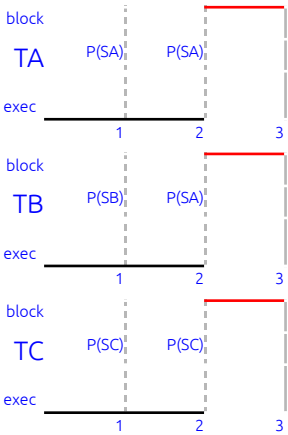 block
TA P(SA) P(SA)
exec
1 2 3
block
TB P(SB) P(SA)
exec
1 2 3
block
TC P(SC) P(SC)
exec
1 2 3